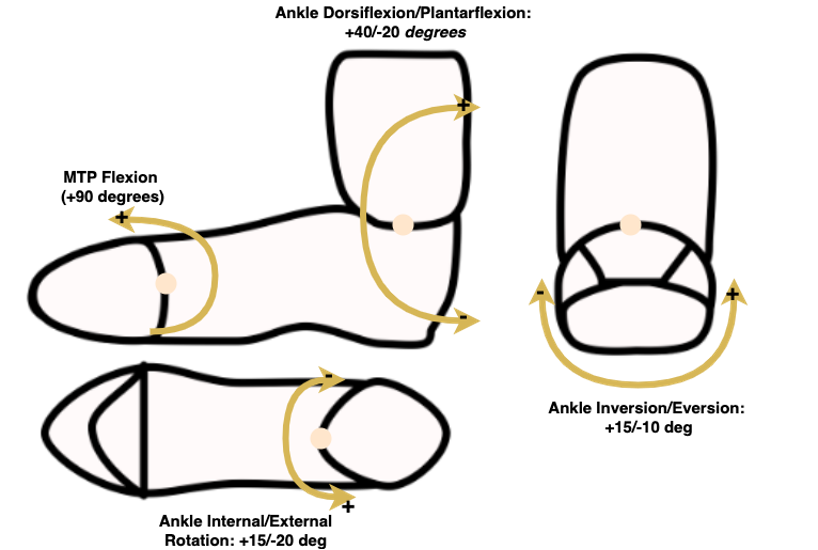 Ankle Dorsiflexion/Plantarflexion:
+40/-20 degrees
+
MTP Flexion
(+90 degrees)
+
-
-
+
Ankle Inversion/Eversion:
+15/-10 deg
-
+
Ankle Internal/External
Rotation: +15/-20 deg